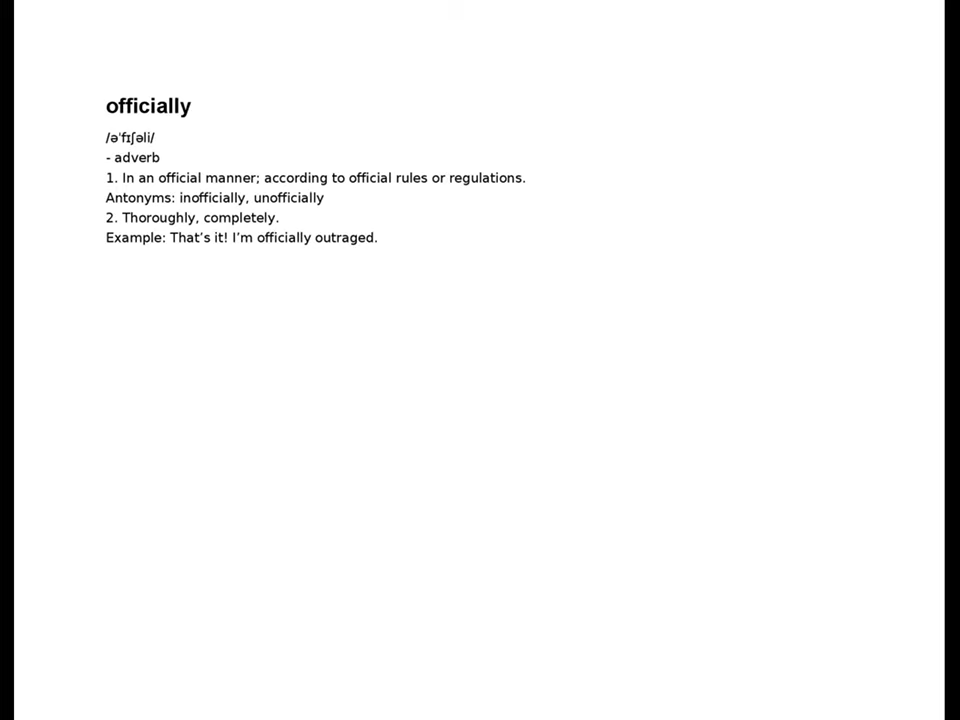 officially
/əˈfɪʃəli/
- adverb
1. In an official manner; according to official rules or regulations.
Antonyms: inofficially, unofficially
2. Thoroughly, completely.
Example: That’s it! I’m officially outraged.